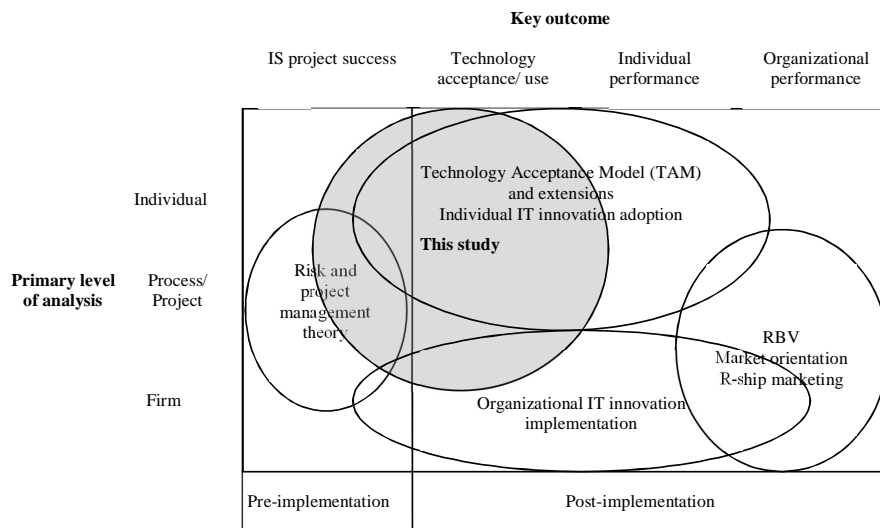 Key outcome
IS project success
Technology
acceptance/ use
Individual
performance
Organizational
performance
Primary level
of analysis
Individual
Process/
Project
Firm
Technology Acceptance Model (TAM)
and extensions
Individual IT innovation adoption
This study
Risk and
project
management
theory
RBV
Market orientation
R-ship marketing
Organizational IT innovation
implementation
Pre-implementation
Post-implementation